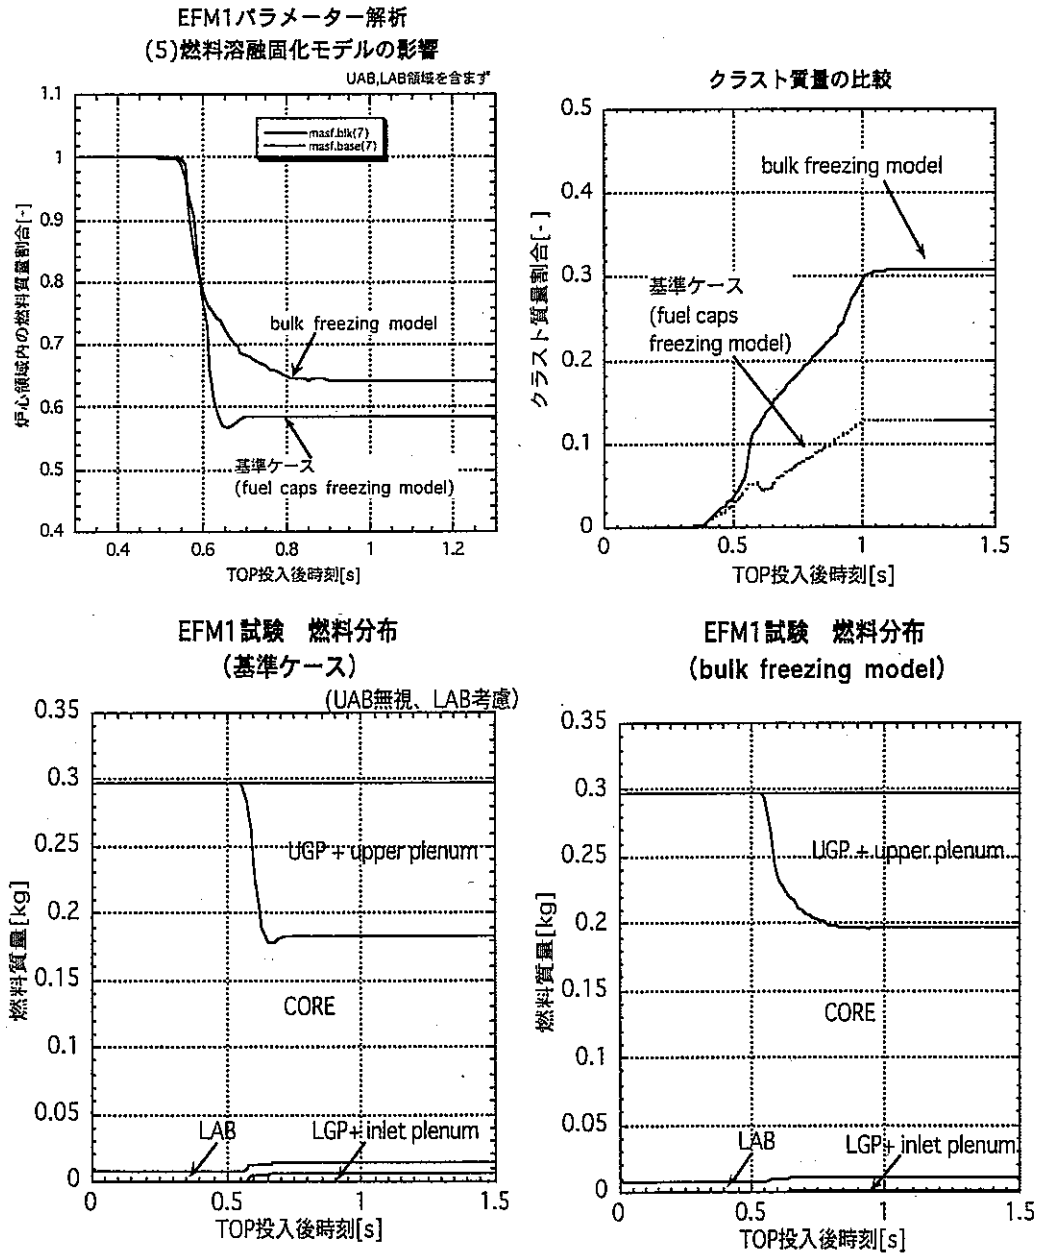 EFM1パラメーター解析
(5)燃料溶融固化モデルの影響
UAB,LAB領域を含まず
1.1
1
0.9
0.8
0.7
0.6
0.5
0.4
masf.blk(7)
masf.base(7)
bulk freezing model
基準ケース
(fuel caps freezing model)
炉心領域内の燃料質量割合[-]
0.4
0.6
0.8
1
1.2
TOP投入後時刻[s]
クラスト質量の比較
0.5
0.4
0.3
0.2
0.1
0
bulk freezing model
基準ケース
(fuel caps
freezing model)
クラスト質量割合[-]
0
0.5
1
1.5
TOP投入後時刻[s]
EFM1試験 燃料分布
(基準ケース)
(UAB無視、LAB考慮)
0.35
0.3
0.25
0.2
0.15
0.1
0.05
0
UGP + upper plenum
CORE
LAB
LGP+ inlet plenum
燃料質量[kg]
0
0.5
1
1.5
TOP投入後時刻[s]
EFM1試験 燃料分布
(bulk freezing model)
0.35
0.3
0.25
0.2
0.15
0.1
0.05
0
UGP + upper plenum
CORE
LAB
LGP+ inlet plenum
燃料質量[kg]
0
0.5
1
1.5
TOP投入後時刻[s]